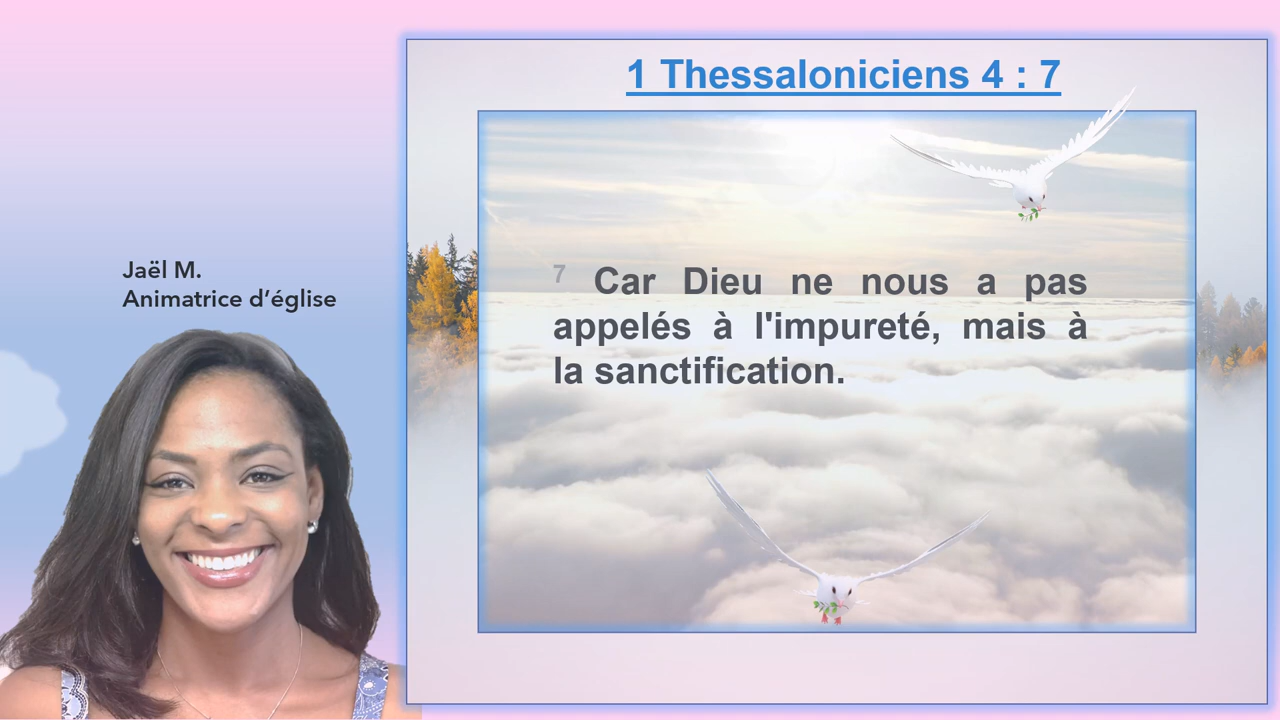 1 Thessaloniciens 4 : 7
7 Car Dieu ne nous a pas
appelés à l'impureté, mais à
la sanctification.
Jaël M.
Animatrice d’église